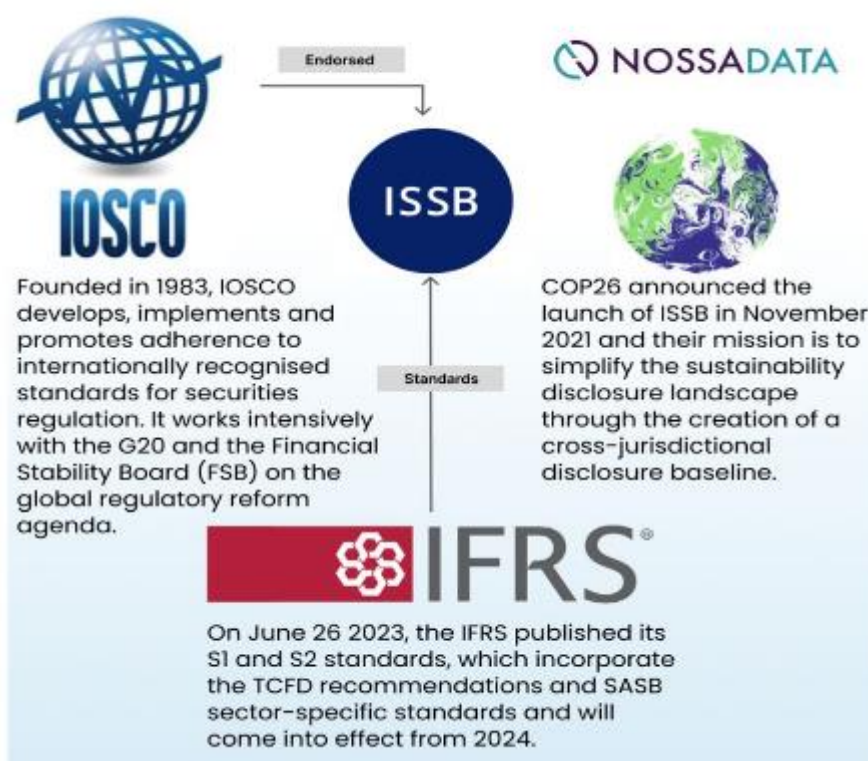 Endorsed
NOSSADATA
IOSCO
ISSB
Founded in 1983, IOSCO
develops, implements and
promotes adherence to
internationally recognised
standards for securities
regulation. It works intensively
with the G20 and the Financial
Stability Board (FSB) on the
global regulatory reform
agenda.
COP26 announced the
launch of ISSB in November
2021 and their mission is to
simplify the sustainability
disclosure landscape
through the creation of a
cross-jurisdictional
disclosure baseline.
Standards
IFRS®
On June 26 2023, the IFRS published its
S1 and S2 standards, which incorporate
the TCFD recommendations and SASB
sector-specific standards and will
come into effect from 2024.